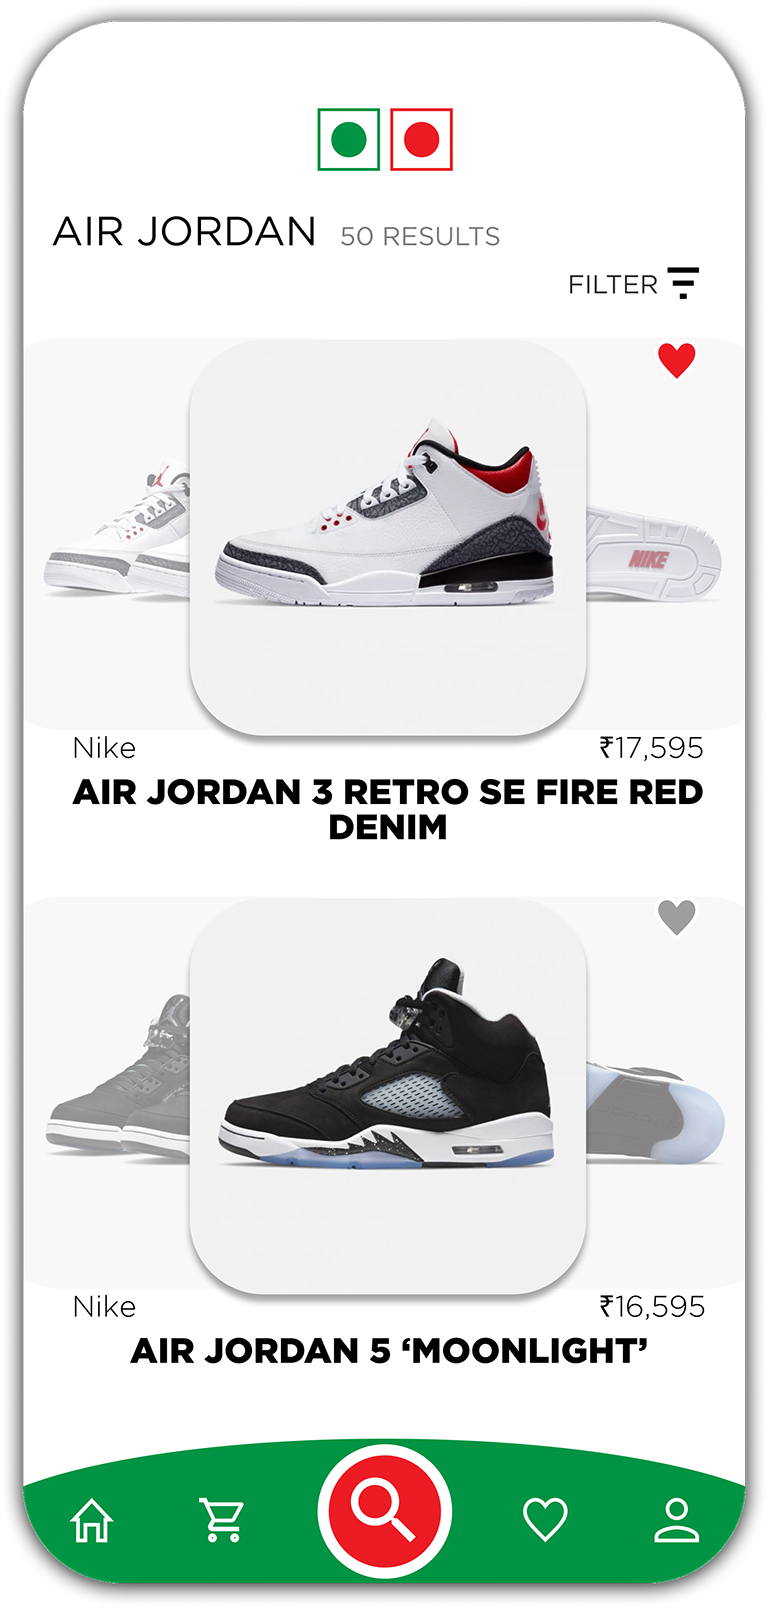 AIR JORDAN 50 RESULTS
FILTER
NIKE
Nike ₹17,595
AIR JORDAN 3 RETRO SE FIRE RED
DENIM
Nike ₹16,595
AIR JORDAN 5 ‘MOONLIGHT’